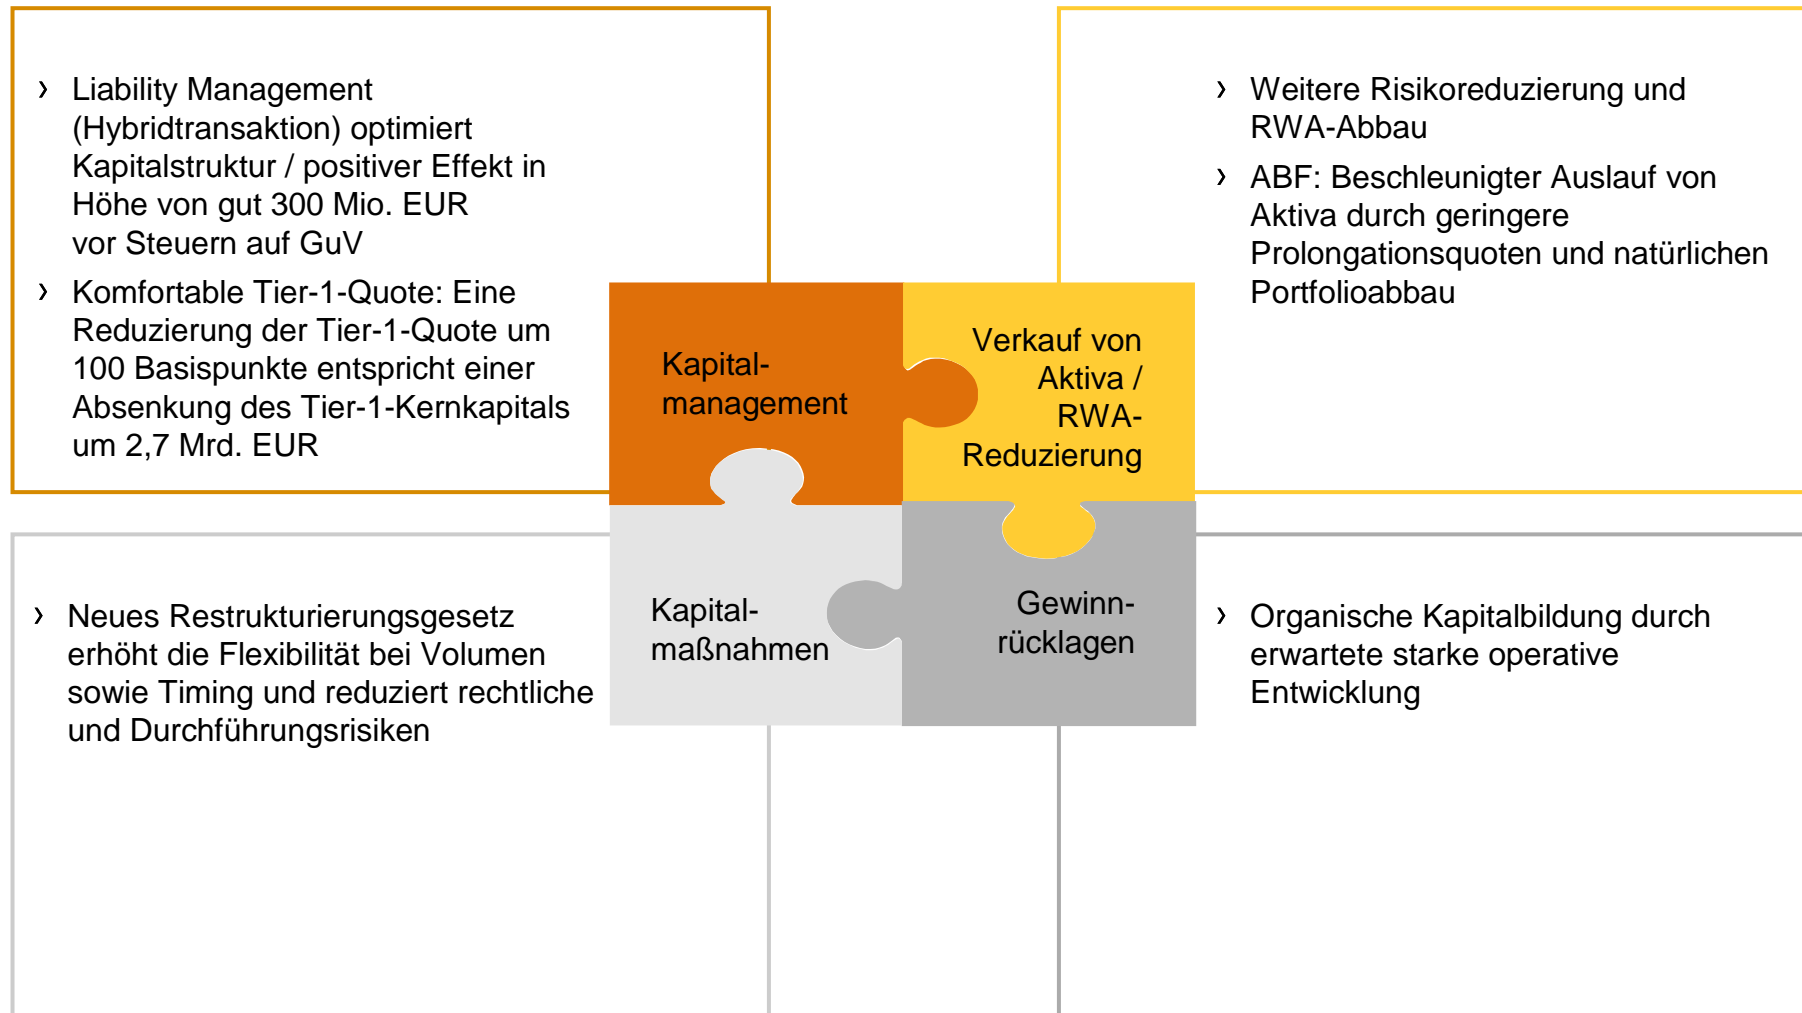 › Liability Management
(Hybridtransaktion) optimiert
Kapitalstruktur / positiver Effekt in
Höhe von gut 300 Mio. EUR
vor Steuern auf GuV
› Komfortable Tier-1-Quote: Eine
Reduzierung der Tier-1-Quote um
100 Basispunkte entspricht einer
Absenkung des Tier-1-Kernkapitals
um 2,7 Mrd. EUR
› Weitere Risikoreduzierung und
RWA-Abbau
› ABF: Beschleunigter Auslauf von
Aktiva durch geringere
Prolongationsquoten und natürlichen
Portfolioabbau
Kapital-
management
Verkauf von
Aktiva /
RWA-
Reduzierung
Kapital-
maßnahmen
Gewinn-
rücklagen
› Neues Restrukturierungsgesetz
erhöht die Flexibilität bei Volumen
sowie Timing und reduziert rechtliche
und Durchführungsrisiken
› Organische Kapitalbildung durch
erwartete starke operative
Entwicklung